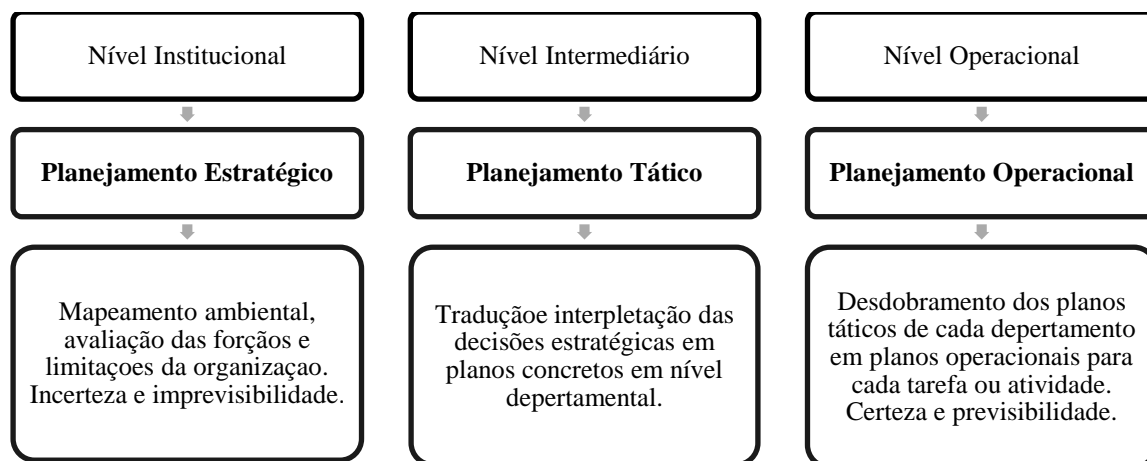 Nível Institucional
Nível Intermediário
Nível Operacional
Planejamento Estratégico
Planejamento Tático
Planejamento Operacional
Mapeamento ambiental,
avaliação das forçãos e
limitaçoes da organizaçao.
Incerteza e imprevisibilidade.
Traduçãoe interpletação das
decisões estratégicas em
planos concretos em nível
depertamental.
Desdobramento dos planos
táticos de cada depertamento
em planos operacionais para
cada tarefa ou atividade.
Certeza e previsibilidade.